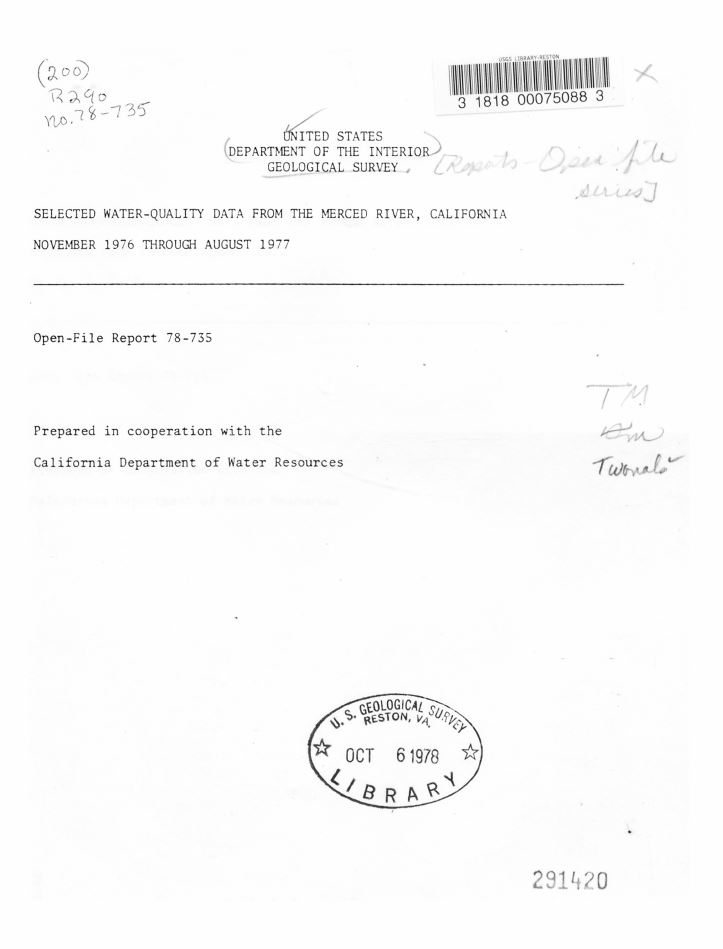 (200)
R290
no.78-735
USGS LIBRARY-RESTON
3 1818 00075088 3
UNITED STATES
DEPARTMENT OF THE INTERIOR
GEOLOGICAL SURVEY
[Reports - Open file
series]
SELECTED WATER-QUALITY DATA FROM THE MERCED RIVER, CALIFORNIA
NOVEMBER 1976 THROUGH AUGUST 1977
Open-File Report 78-735
TM
Prepared in cooperation with the
California Department of Water Resources
U. S. GEOLOGICAL SURVEY
RESTON, VA.
OCT 6 1978
LIBRARY
291420